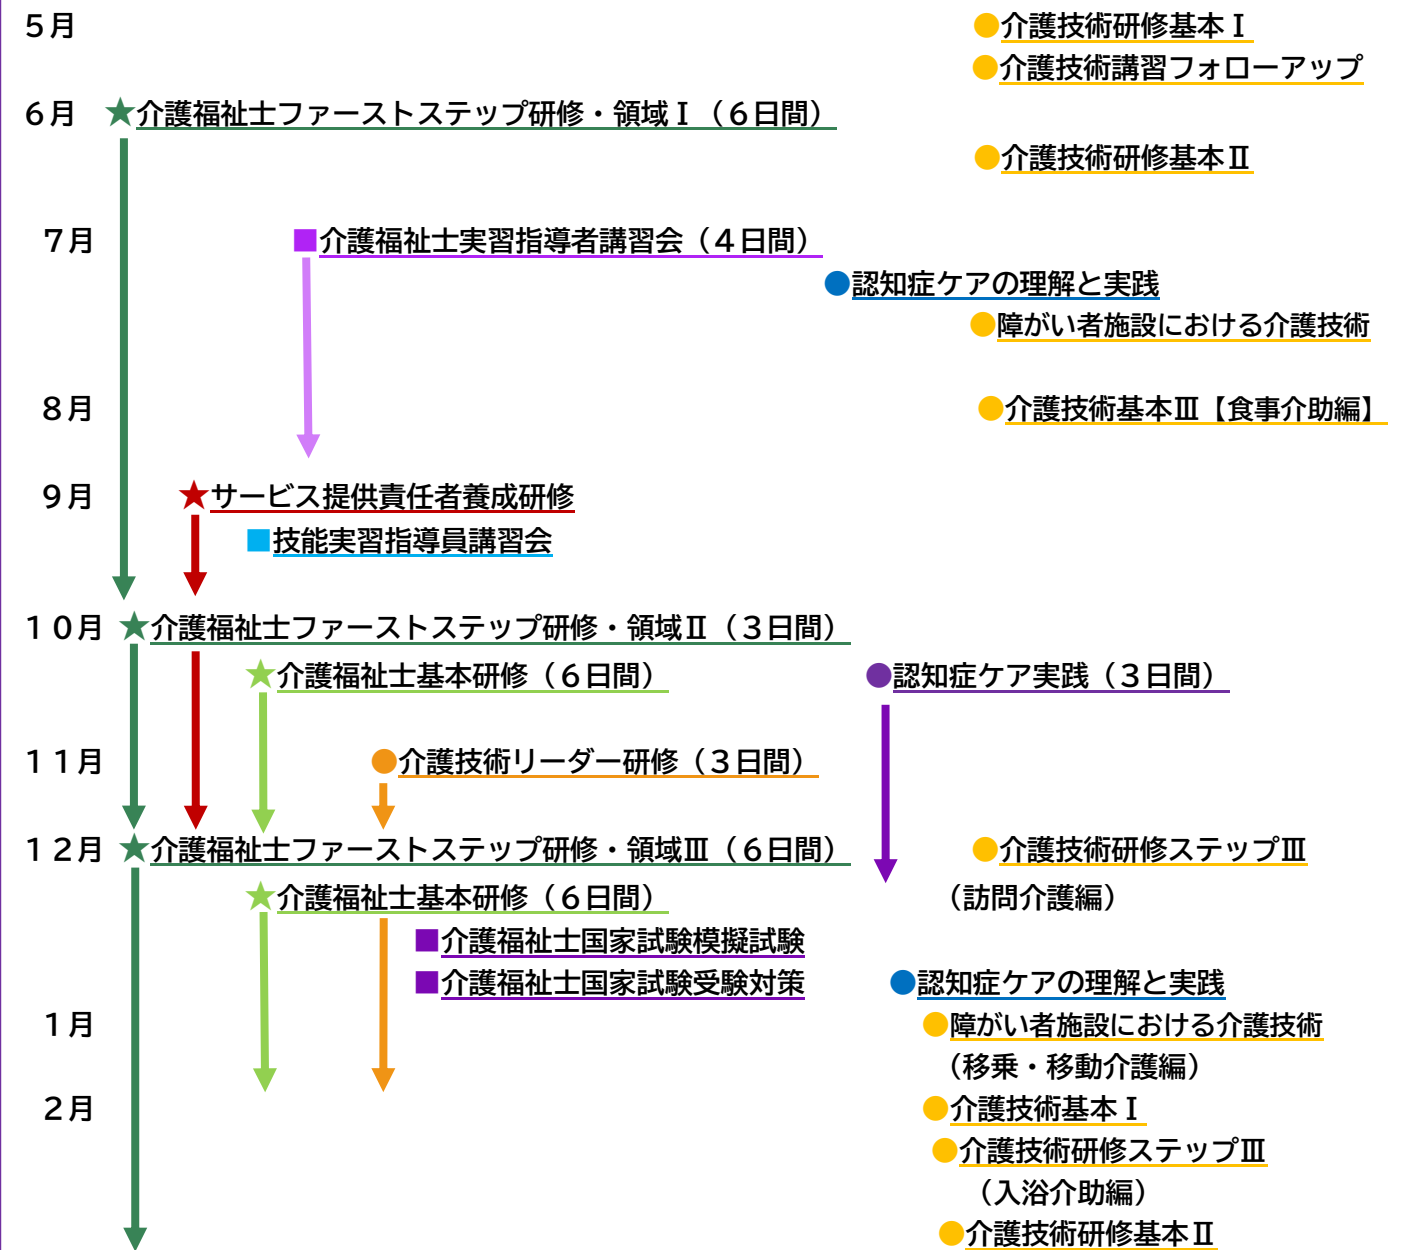 ５月 ●介護技術研修基本Ⅰ
●介護技術講習フォローアップ
６月 ★介護福祉士ファーストステップ研修・領域Ⅰ（６日間）
●介護技術研修基本Ⅱ
７月 ■介護福祉士実習指導者講習会（４日間）
●認知症ケアの理解と実践
●障がい者施設における介護技術
８月 ●介護技術基本Ⅲ【食事介助編】
９月 ★サービス提供責任者養成研修
■技能実習指導員講習会
１０月 ★介護福祉士ファーストステップ研修・領域Ⅱ（３日間）
★介護福祉士基本研修（６日間） ●認知症ケア実践（３日間）
１１月 ●介護技術リーダー研修（３日間）
１２月 ★介護福祉士ファーストステップ研修・領域Ⅲ（６日間） ●介護技術研修ステップⅢ
★介護福祉士基本研修（６日間） （訪問介護編）
■介護福祉士国家試験模擬試験
■介護福祉士国家試験受験対策 ●認知症ケアの理解と実践
１月 ●障がい者施設における介護技術
（移乗・移動介護編）
２月 ●介護技術基本Ⅰ
●介護技術研修ステップⅢ
（入浴介助編）
●介護技術研修基本Ⅱ